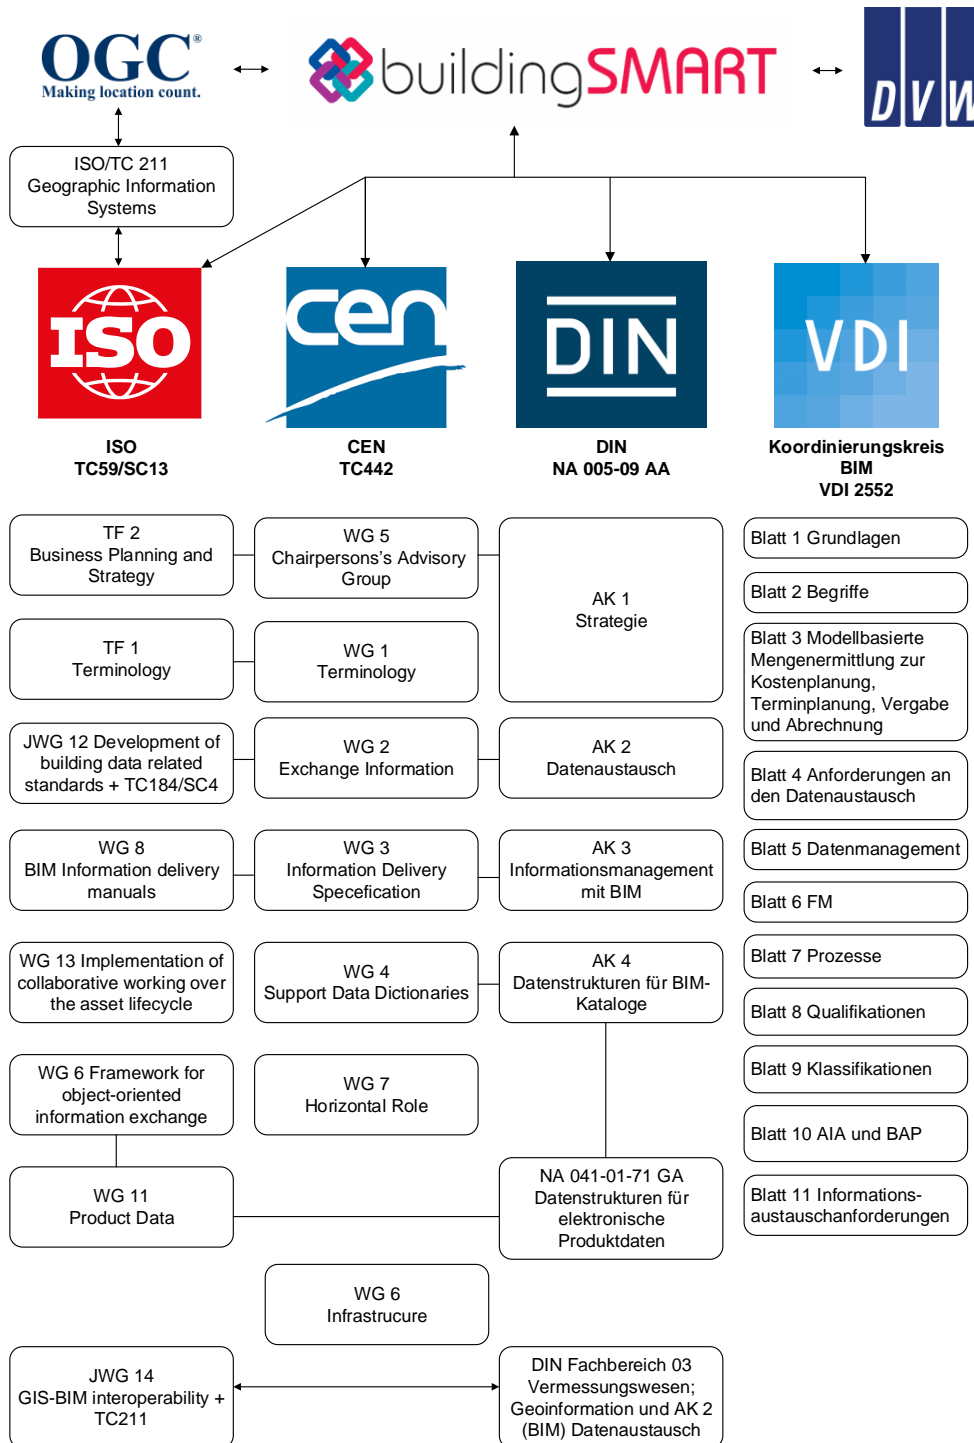 OGC®
Making location count.
buildingSMART
DVW
ISO/TC 211
Geographic Information
Systems
ISO
cen
DIN
VDI
ISO
TC59/SC13
CEN
TC442
DIN
NA 005-09 AA
Koordinierungskreis
BIM
VDI 2552
TF 2
Business Planning and
Strategy
WG 5
Chairpersons's Advisory
Group
AK 1
Strategie
TF 1
Terminology
WG 1
Terminology
JWG 12 Development of
building data related
standards + TC184/SC4
WG 2
Exchange Information
AK 2
Datenaustausch
WG 8
BIM Information delivery
manuals
WG 3
Information Delivery
Specefication
AK 3
Informationsmanagement
mit BIM
WG 13 Implementation of
collaborative working over
the asset lifecycle
WG 4
Support Data Dictionaries
AK 4
Datenstrukturen für BIM-
Kataloge
WG 6 Framework for
object-oriented
information exchange
WG 7
Horizontal Role
WG 11
Product Data
NA 041-01-71 GA
Datenstrukturen für
elektronische
Produktdaten
WG 6
Infrastrucure
JWG 14
GIS-BIM interoperability +
TC211
DIN Fachbereich 03
Vermessungswesen;
Geoinformation und AK 2
(BIM) Datenaustausch
Blatt 1 Grundlagen
Blatt 2 Begriffe
Blatt 3 Modellbasierte
Mengenermittlung zur
Kostenplanung,
Terminplanung, Vergabe
und Abrechnung
Blatt 4 Anforderungen an
den Datenaustausch
Blatt 5 Datenmanagement
Blatt 6 FM
Blatt 7 Prozesse
Blatt 8 Qualifikationen
Blatt 9 Klassifikationen
Blatt 10 AIA und BAP
Blatt 11 Informations-
austauschanforderungen